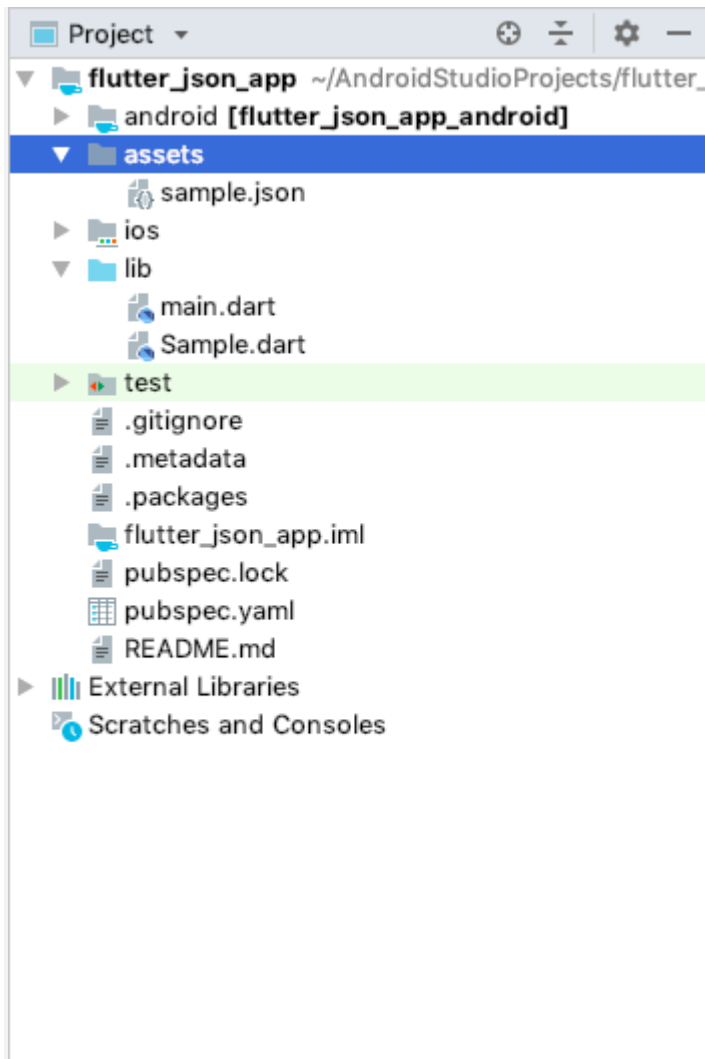 Project
flutter_json_app ~/AndroidStudioProjects/flutter_
android [flutter_json_app_android]
assets
sample.json
ios
lib
main.dart
Sample.dart
test
.gitignore
.metadata
.packages
flutter_json_app.iml
pubspec.lock
pubspec.yaml
README.md
External Libraries
Scratches and Consoles